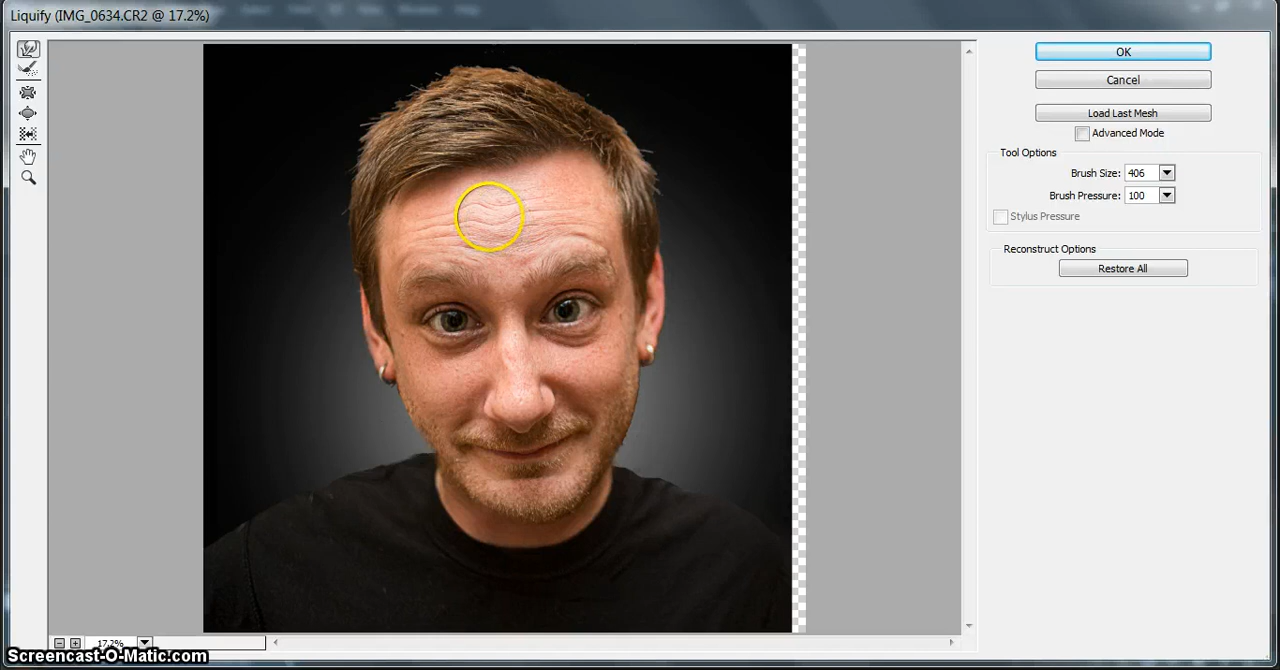 Liquify (IMG_0634.CR2 @ 17.2%)
OK
Cancel
Load Last Mesh
Advanced Mode
Tool Options
Brush Size: 406
Brush Pressure: 100
Stylus Pressure
Reconstruct Options
Restore All
17.2%
Screencast-O-Matic.com